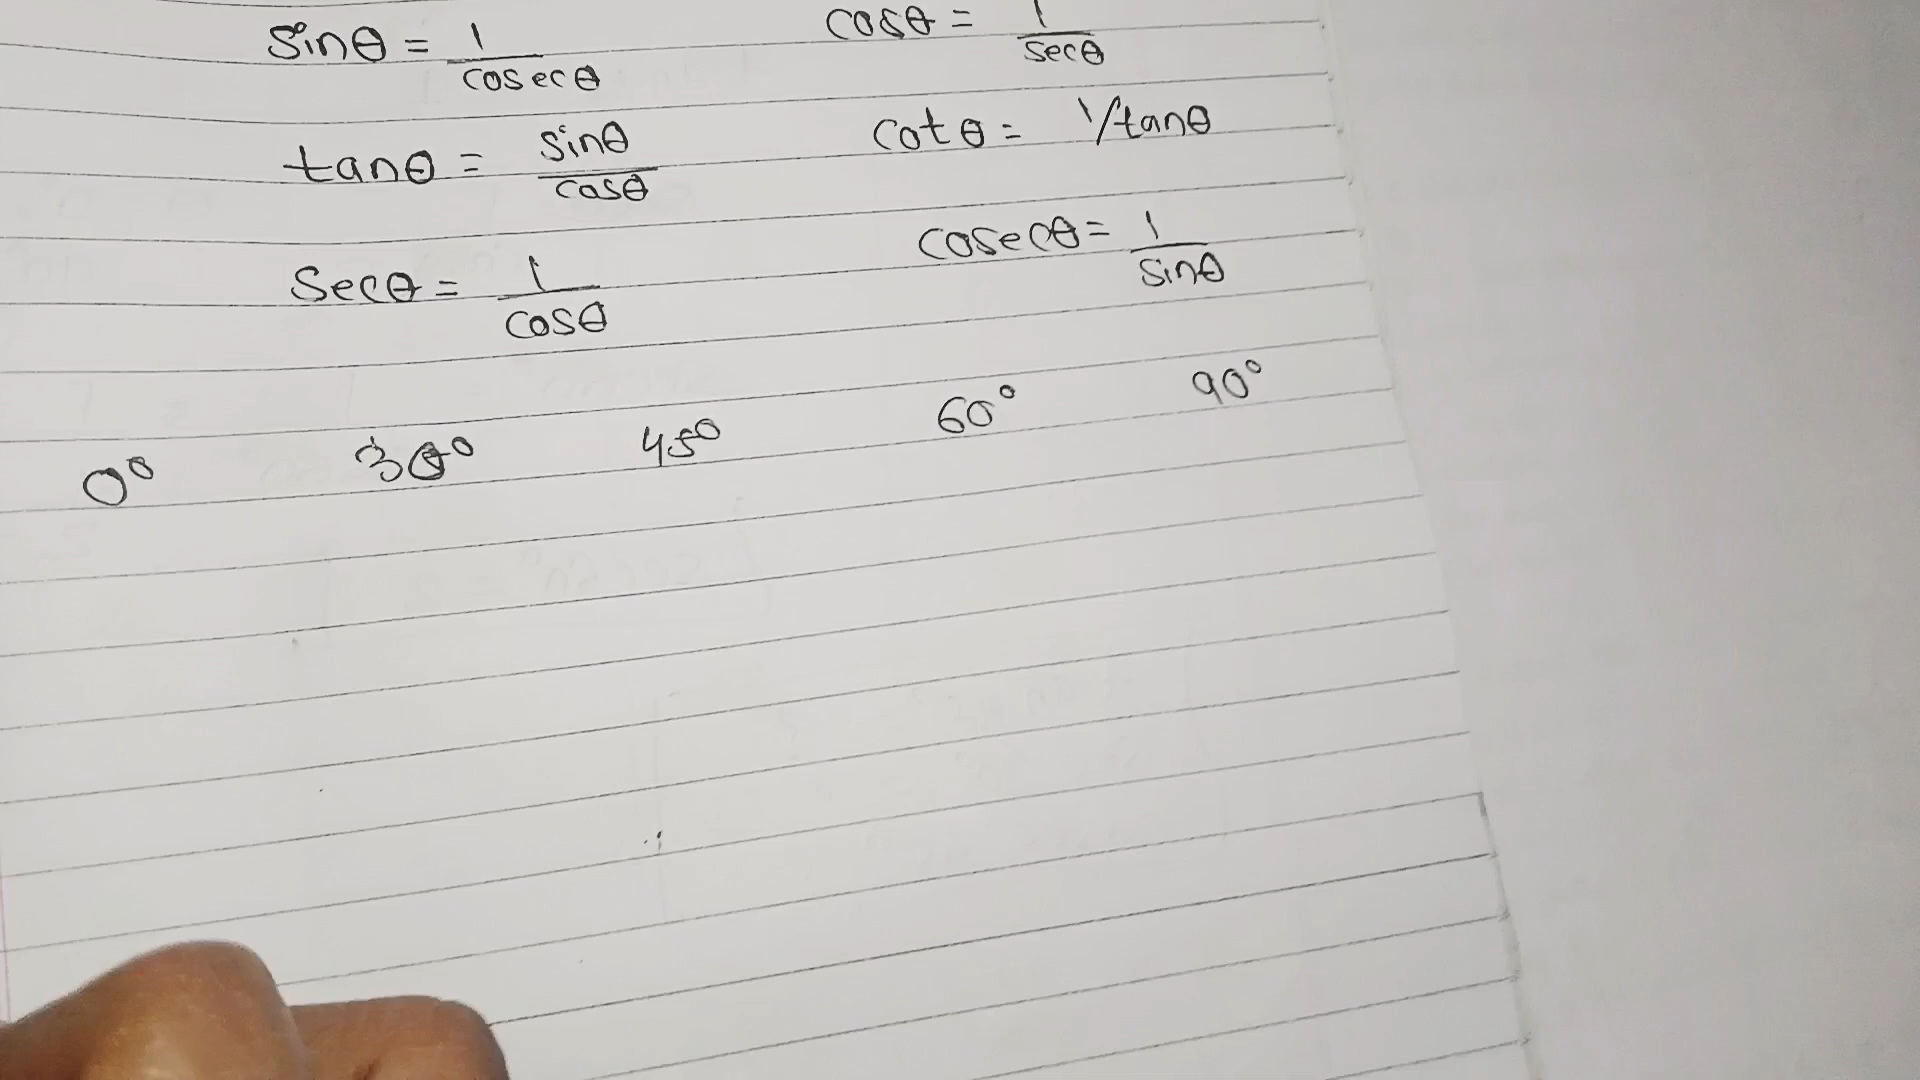 sinθ = 1/cosecθ cosθ = 1/secθ
tanθ = sinθ/cosθ cotθ = 1/tanθ
secθ = 1/cosθ cosecθ = 1/sinθ
0° 30° 45° 60° 90°